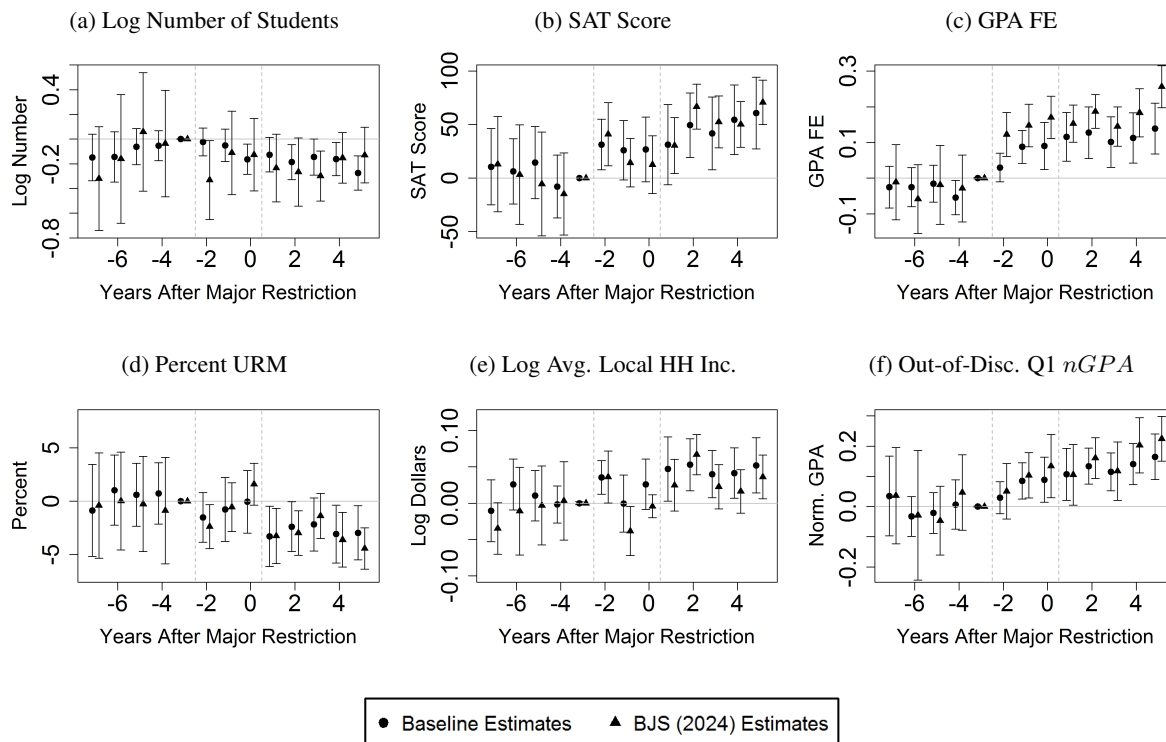 (a) Log Number of Students
(b) SAT Score
(c) GPA FE
Log Number
0.4
-0.2
-0.8
-6 -4 -2 0 2 4
Years After Major Restriction
SAT Score
100
50
0
-50
-6 -4 -2 0 2 4
Years After Major Restriction
GPA FE
0.3
0.1
-0.1
-6 -4 -2 0 2 4
Years After Major Restriction
(d) Percent URM
(e) Log Avg. Local HH Inc.
(f) Out-of-Disc. Q1 nGPA
Percent
5
0
-5
-6 -4 -2 0 2 4
Years After Major Restriction
Log Dollars
0.10
0.00
-0.10
-6 -4 -2 0 2 4
Years After Major Restriction
Norm. GPA
0.2
0.0
-0.2
-6 -4 -2 0 2 4
Years After Major Restriction
Baseline Estimates BJS (2024) Estimates